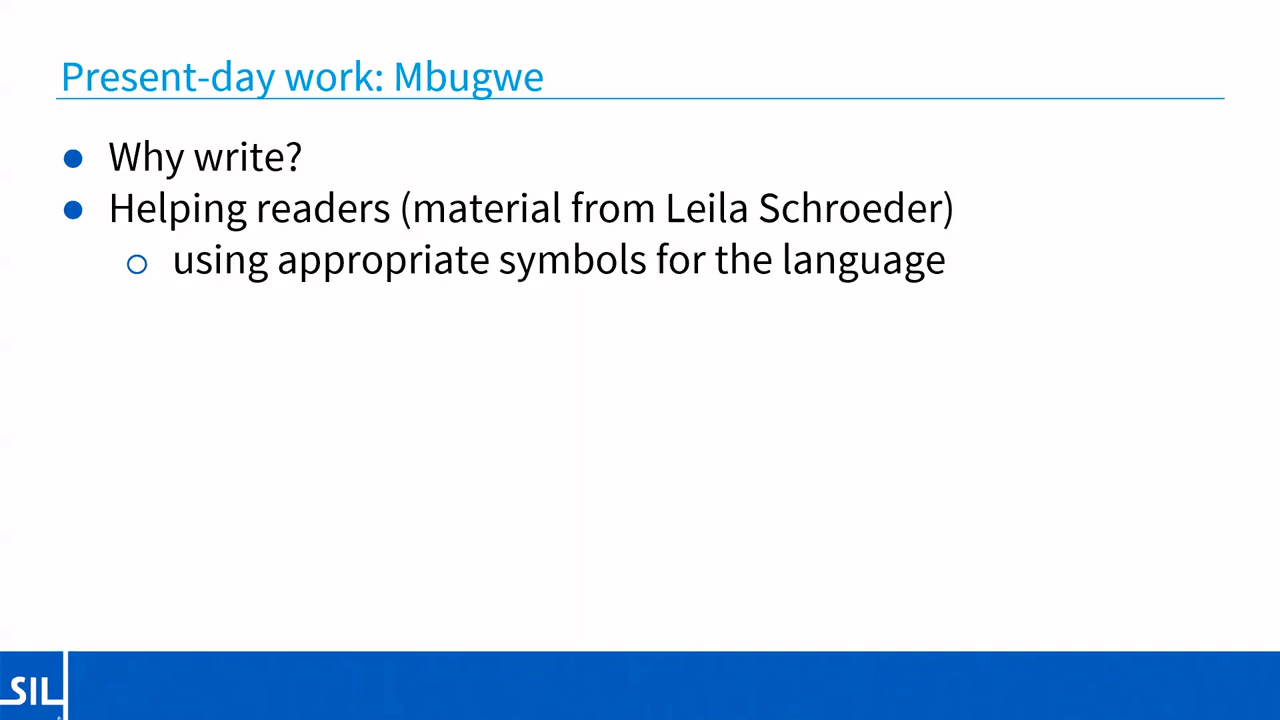 Present-day work: Mbugwe
● Why write?
● Helping readers (material from Leila Schroeder)
○ using appropriate symbols for the language
SIL